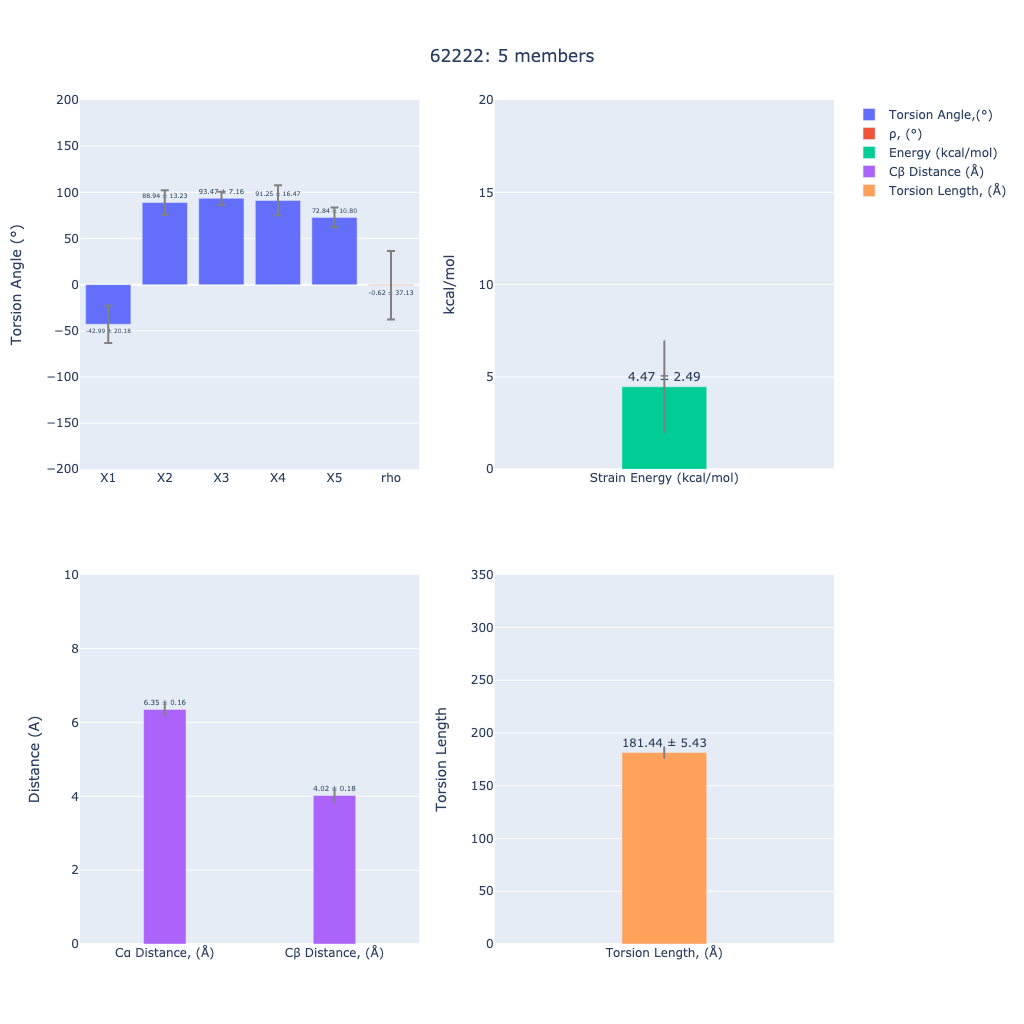 62222: 5 members
Torsion Angle (°)
200
150
100
50
0
−50
−100
−150
−200
88.94 ± 13.23
93.47 ± 7.16
91.25 ± 16.47
72.84 ± 10.80
-0.62 ± 37.13
-42.99 ± 20.18
X1 X2 X3 X4 X5 rho
kcal/mol
20
15
10
5
0
4.47 ± 2.49
Strain Energy (kcal/mol)
Torsion Angle,(°)
ρ, (°)
Energy (kcal/mol)
Cβ Distance (Å)
Torsion Length, (Å)
Distance (A)
10
8
6
4
2
0
6.35 ± 0.16
4.02 ± 0.18
Cα Distance, (Å) Cβ Distance, (Å)
Torsion Length
350
300
250
200
150
100
50
0
181.44 ± 5.43
Torsion Length, (Å)